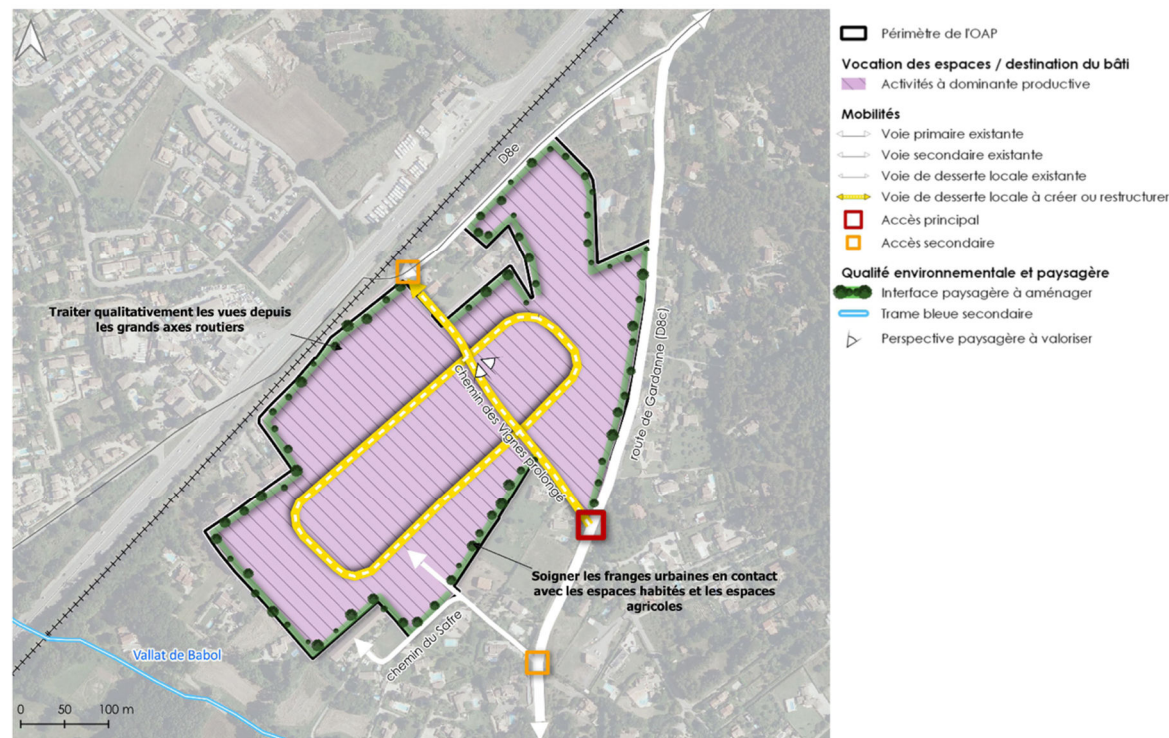 D8e
Traiter qualitativement les vues depuis
les grands axes routiers
chemin des Vignes prolongé
route de Gardanne (D8c)
Soigner les franges urbaines en contact
avec les espaces habités et les espaces
agricoles
chemin du Safre
Vallat de Babol
0 50 100 m
Périmètre de l'OAP
Vocation des espaces / destination du bâti
Activités à dominante productive
Mobilités
Voie primaire existante
Voie secondaire existante
Voie de desserte locale existante
Voie de desserte locale à créer ou restructurer
Accès principal
Accès secondaire
Qualité environnementale et paysagère
Interface paysagère à aménager
Trame bleue secondaire
Perspective paysagère à valoriser